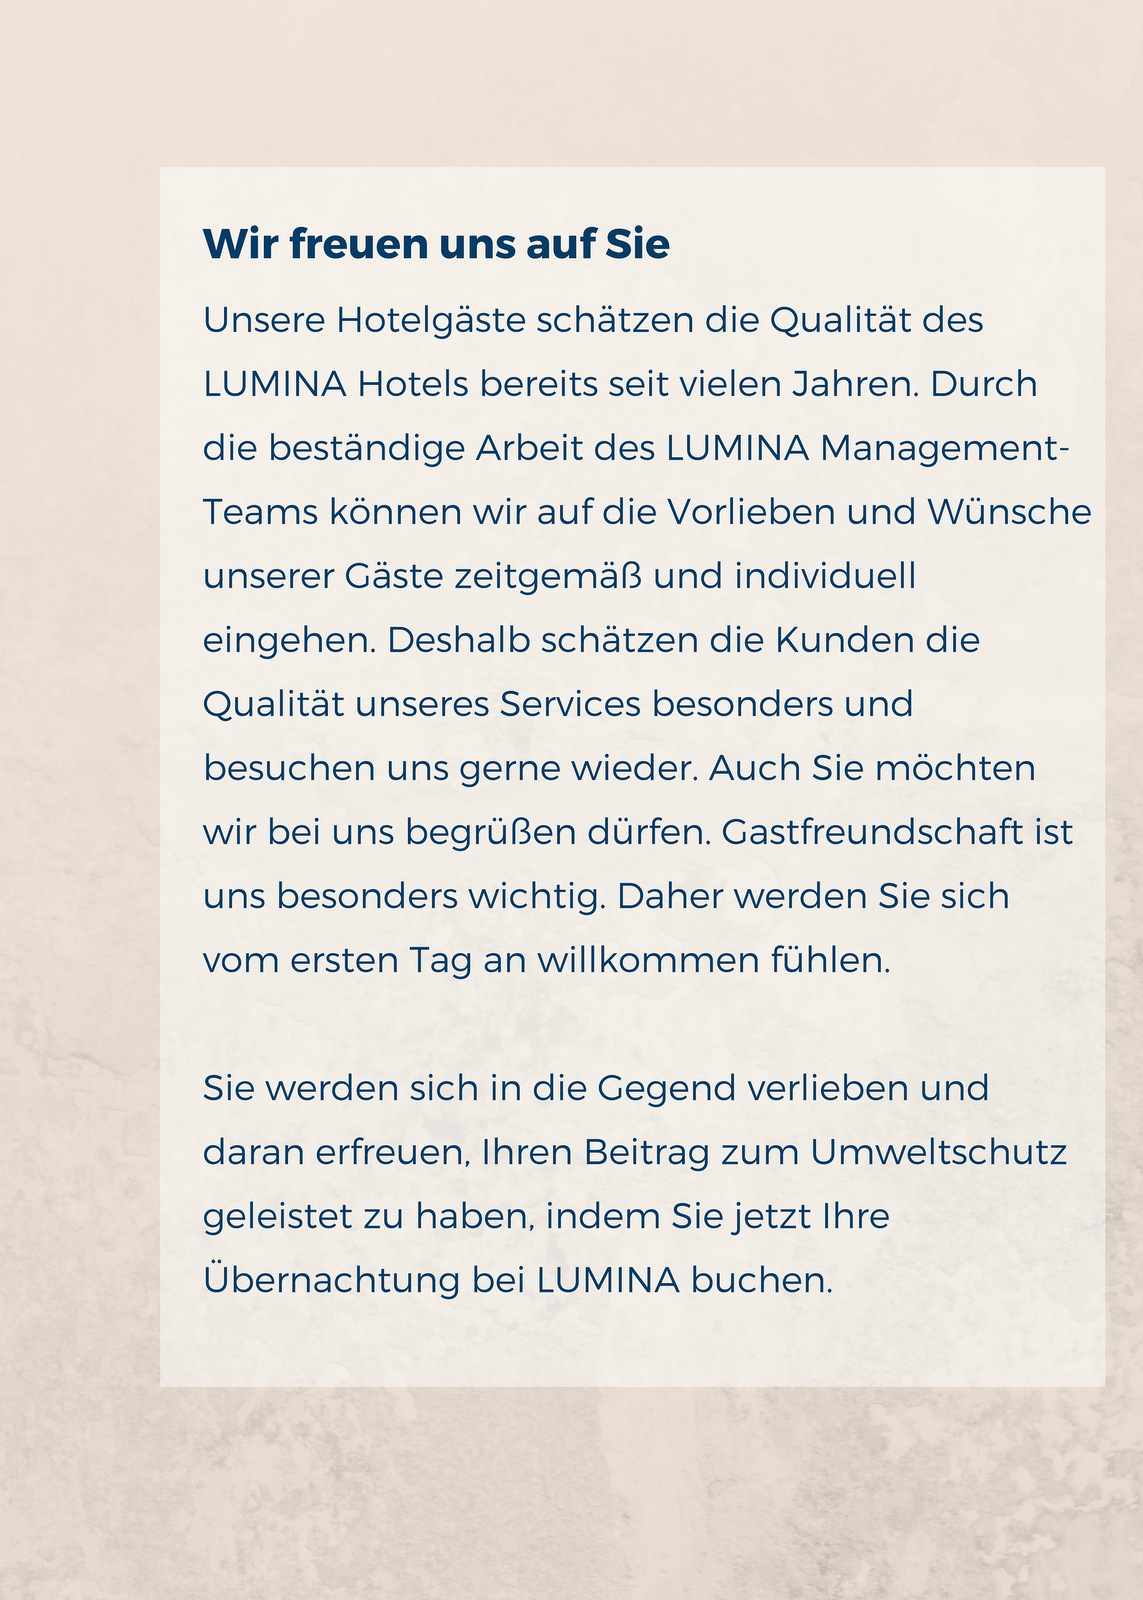 Wir freuen uns auf Sie
Unsere Hotelgäste schätzen die Qualität des
LUMINA Hotels bereits seit vielen Jahren. Durch
die beständige Arbeit des LUMINA Management-
Teams können wir auf die Vorlieben und Wünsche
unserer Gäste zeitgemäß und individuell
eingehen. Deshalb schätzen die Kunden die
Qualität unseres Services besonders und
besuchen uns gerne wieder. Auch Sie möchten
wir bei uns begrüßen dürfen. Gastfreundschaft ist
uns besonders wichtig. Daher werden Sie sich
vom ersten Tag an willkommen fühlen.
Sie werden sich in die Gegend verlieben und
daran erfreuen, Ihren Beitrag zum Umweltschutz
geleistet zu haben, indem Sie jetzt Ihre
Übernachtung bei LUMINA buchen.